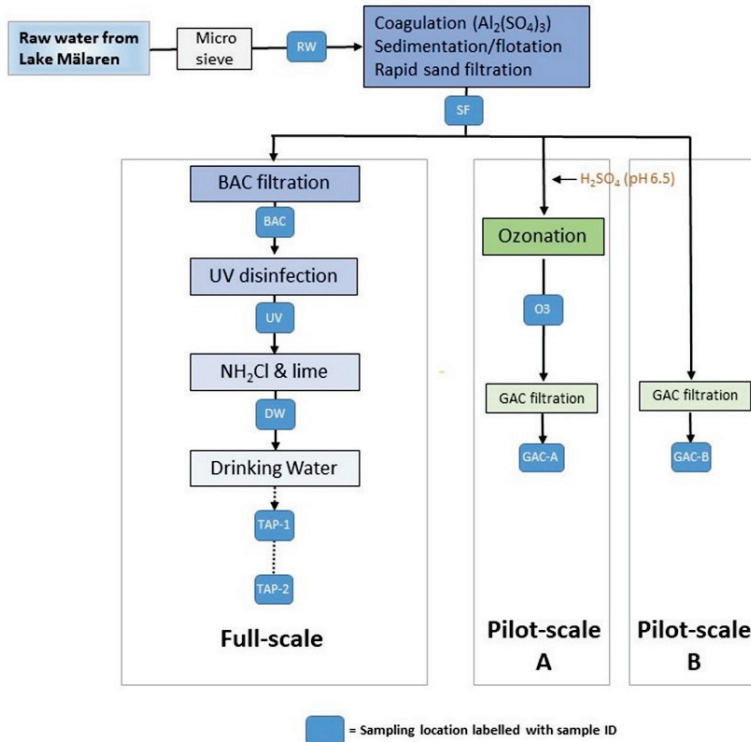 Raw water from
Lake Mälaren
Micro
sieve
RW
Coagulation (Al₂(SO₄)₃)
Sedimentation/flotation
Rapid sand filtration
SF
BAC filtration
BAC
UV disinfection
UV
NH₂Cl & lime
DW
Drinking Water
TAP-1
TAP-2
Full-scale
H₂SO₄ (pH 6.5)
Ozonation
O3
GAC filtration
GAC-A
Pilot-scale
A
GAC filtration
GAC-B
Pilot-scale
B
= Sampling location labelled with sample ID